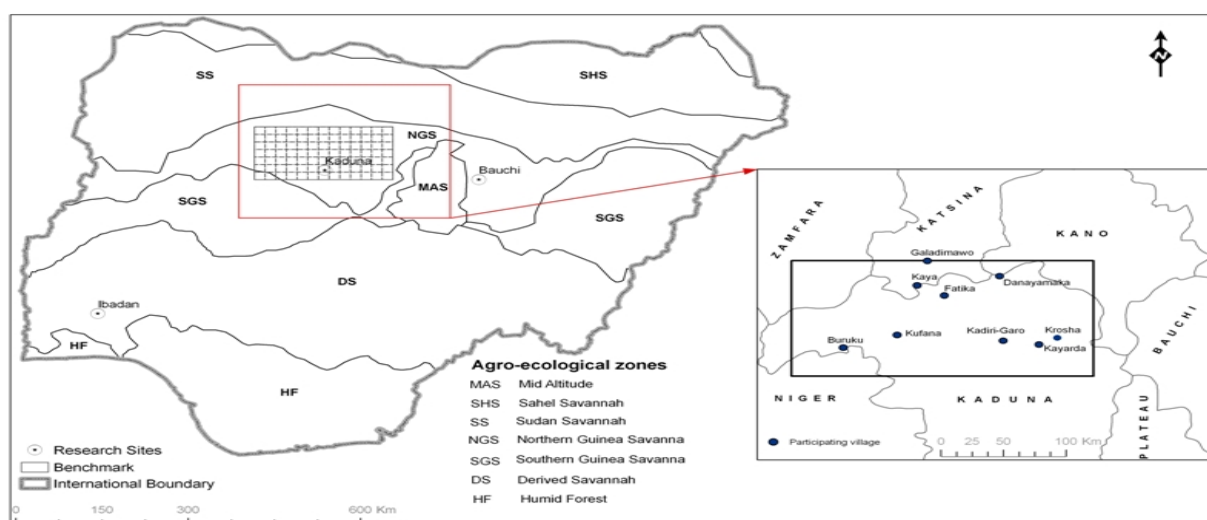 SS
SHS
N
NGS
Kaduna
MAS
Bauchi
SGS
SGS
DS
Ibadan
HF
HF
Agro-ecological zones
MAS Mid Altitude
SHS Sahel Savannah
SS Sudan Savannah
NGS Northern Guinea Savanna
SGS Southern Guinea Savanna
DS Derived Savannah
HF Humid Forest
Research Sites
Benchmark
International Boundary
0 150 300 600 Km
ZAMFARA
KATSINA
KANO
Galadimawo
Kaya
Danayamaka
Fatika
BAUCHI
Kufana
Kadiri-Garo
Krosha
Buruku
Kayarda
NIGER
KADUNA
PLATEAU
Participating village
0 50 100 Km